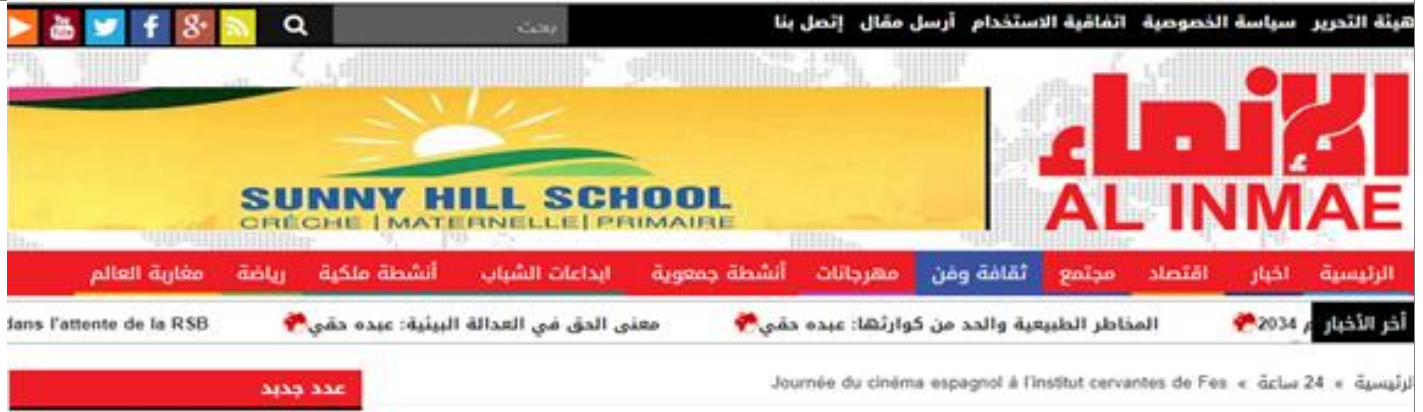 هيئة التحرير سياسة الخصوصية اتفاقية الاستخدام أرسل مقال إتصل بنا بحث
الإنماء
AL INMAE
SUNNY HILL SCHOOL
CRÈCHE | MATERNELLE | PRIMAIRE
الرئيسية اخبار اقتصاد مجتمع ثقافة وفن مهرجانات أنشطة جمعوية ابداعات الشباب أنشطة ملكية رياضة مغاربة العالم
أخر الأخبار م 2034 المخاطر الطبيعية والحد من كوارثها: عبده حقي معنى الحق في العدالة البيئية: عبده حقي dans l'attente de la RSB
الرئيسية » 24 ساعة » Journée du cinéma espagnol à l'institut cervantes de Fes
عدد جديد